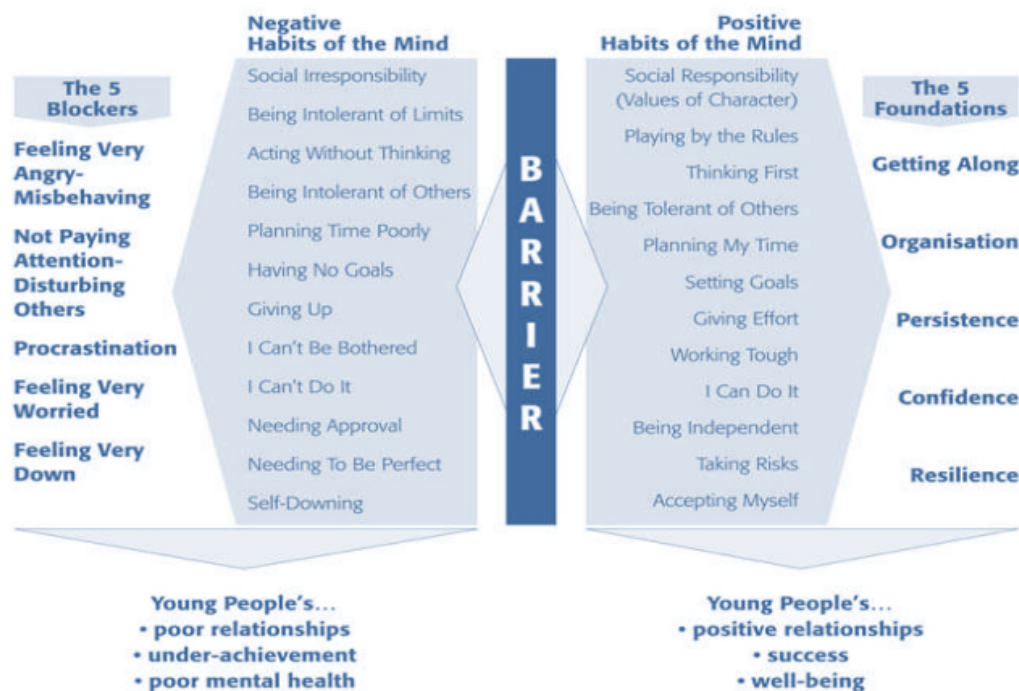 Negative
Habits of the Mind
Positive
Habits of the Mind
The 5
Blockers
Feeling Very
Angry-
Misbehaving
Not Paying
Attention-
Disturbing
Others
Procrastination
Feeling Very
Worried
Feeling Very
Down
Social Irresponsibility
Being Intolerant of Limits
Acting Without Thinking
Being Intolerant of Others
Planning Time Poorly
Having No Goals
Giving Up
I Can't Be Bothered
I Can't Do It
Needing Approval
Needing To Be Perfect
Self-Downing
BARRIER
Social Responsibility
(Values of Character)
Playing by the Rules
Thinking First
Being Tolerant of Others
Planning My Time
Setting Goals
Giving Effort
Working Tough
I Can Do It
Being Independent
Taking Risks
Accepting Myself
The 5
Foundations
Getting Along
Organisation
Persistence
Confidence
Resilience
Young People's...
• poor relationships
• under-achievement
• poor mental health
Young People's...
• positive relationships
• success
• well-being